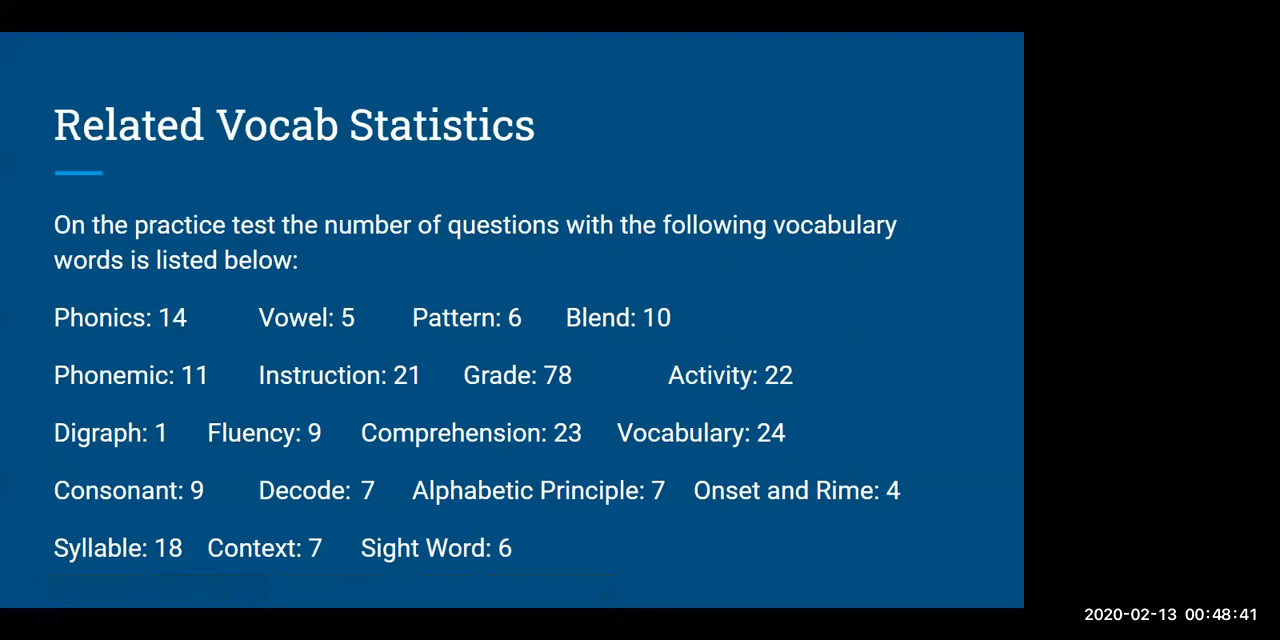 Related Vocab Statistics
On the practice test the number of questions with the following vocabulary
words is listed below:
Phonics: 14 Vowel: 5 Pattern: 6 Blend: 10
Phonemic: 11 Instruction: 21 Grade: 78 Activity: 22
Digraph: 1 Fluency: 9 Comprehension: 23 Vocabulary: 24
Consonant: 9 Decode: 7 Alphabetic Principle: 7 Onset and Rime: 4
Syllable: 18 Context: 7 Sight Word: 6
2020-02-13 00:48:41